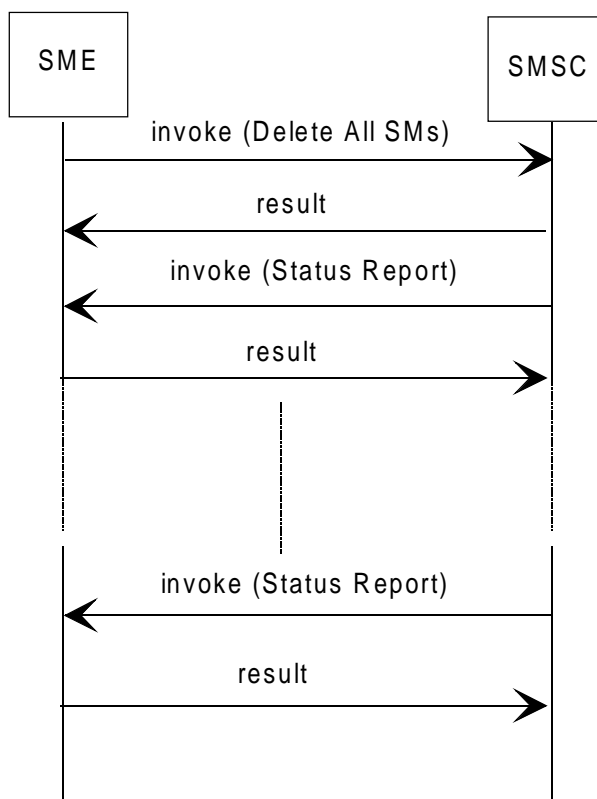 SME
SMSC
invoke (Delete All SMs)
result
invoke (Status Report)
result
invoke (Status Report)
result